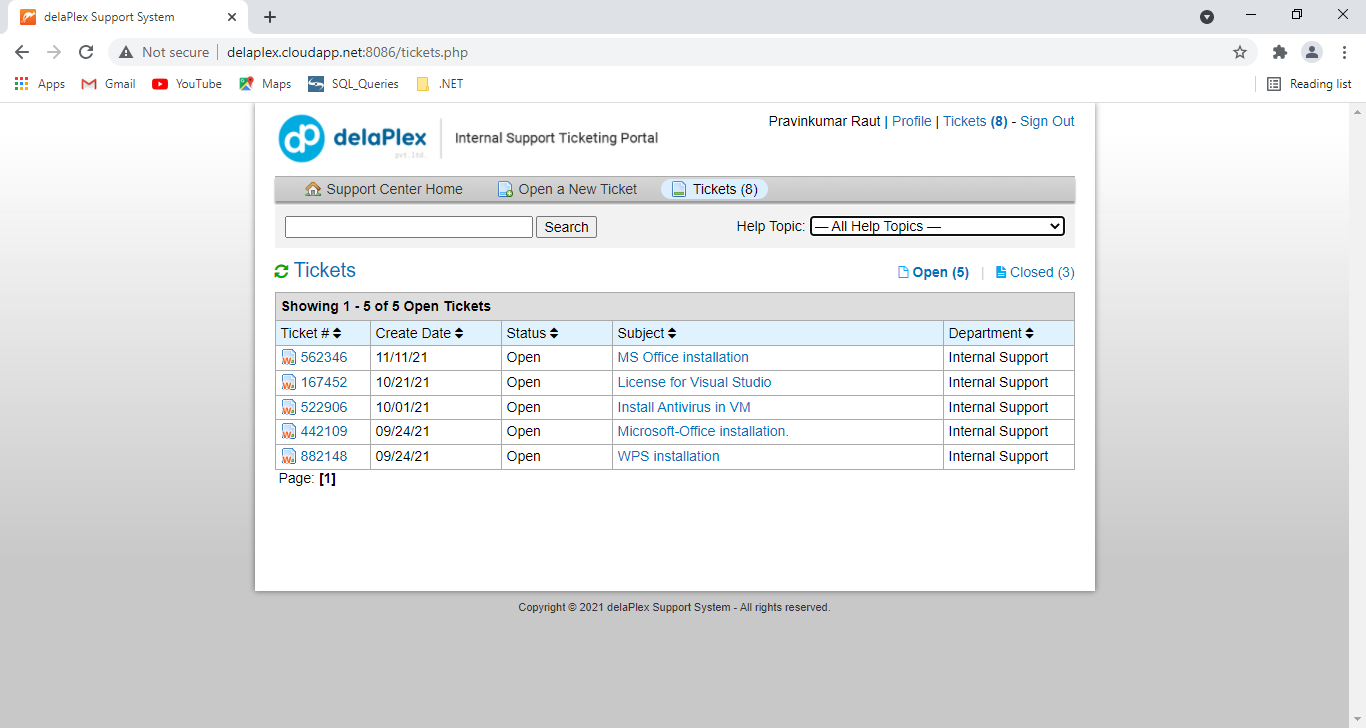 delaPlex Support System
Not secure delaplex.cloudapp.net:8086/tickets.php
Apps Gmail YouTube Maps SQL_Queries .NET Reading list
dp delaPlex pvt.ltd. Internal Support Ticketing Portal
Pravinkumar Raut | Profile | Tickets (8) - Sign Out
Support Center Home Open a New Ticket Tickets (8)
Search Help Topic: — All Help Topics —
Tickets Open (5) | Closed (3)
Showing 1 - 5 of 5 Open Tickets
Ticket # Create Date Status Subject Department
562346 11/11/21 Open MS Office installation Internal Support
167452 10/21/21 Open License for Visual Studio Internal Support
522906 10/01/21 Open Install Antivirus in VM Internal Support
442109 09/24/21 Open Microsoft-Office installation. Internal Support
882148 09/24/21 Open WPS installation Internal Support
Page: [1]
Copyright © 2021 delaPlex Support System - All rights reserved.